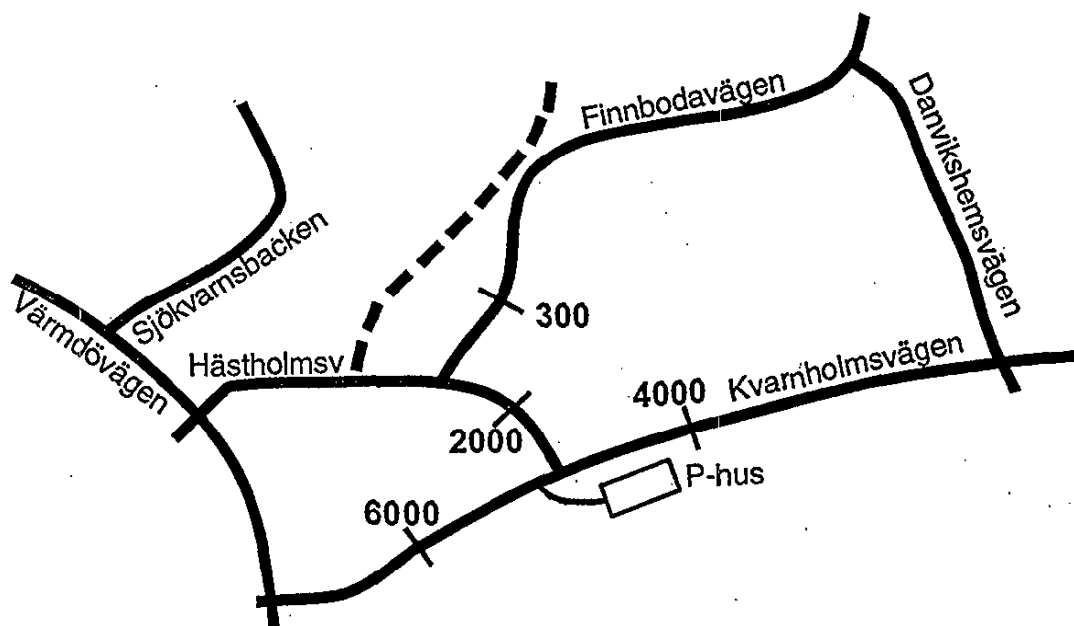 Finnbodavägen
Danvikshemsvägen
Sjökvarnsbacken
Värmdövägen
300
Hästholmsv
Kvarnholmsvägen
4000
2000
P-hus
6000